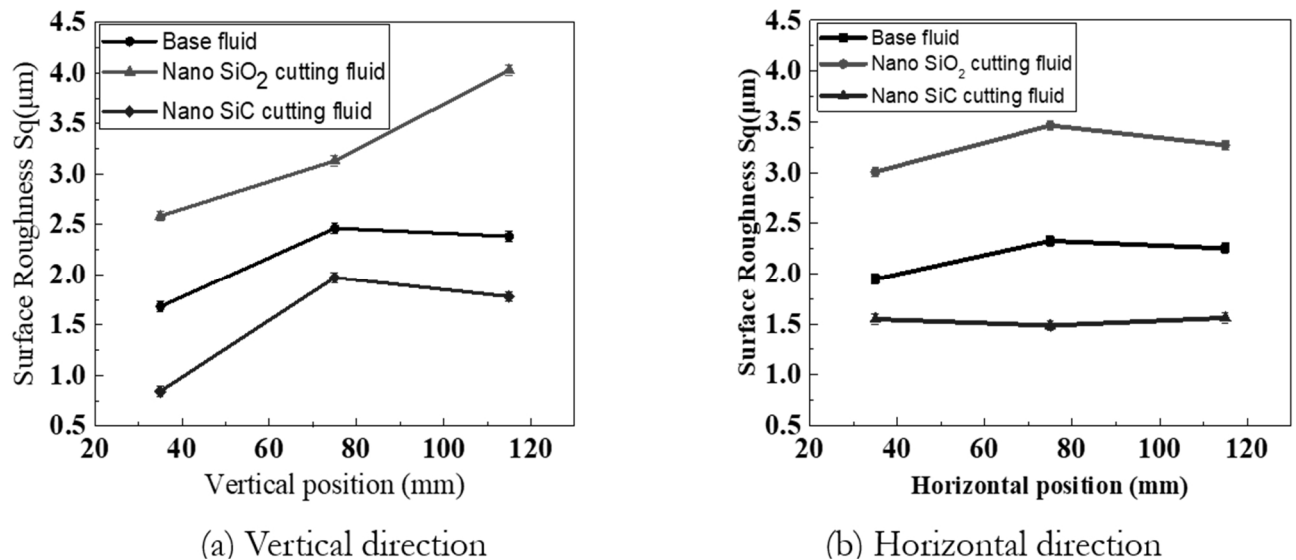 4.5
4.0
3.5
3.0
2.5
2.0
1.5
1.0
0.5
Surface Roughness Sq(μm)
Base fluid
Nano SiO2 cutting fluid
Nano SiC cutting fluid
20 40 60 80 100 120
Vertical position (mm)
(a) Vertical direction
4.5
4.0
3.5
3.0
2.5
2.0
1.5
1.0
0.5
Surface Roughness Sq(μm)
Base fluid
Nano SiO2 cutting fluid
Nano SiC cutting fluid
20 40 60 80 100 120
Horizontal position (mm)
(b) Horizontal direction